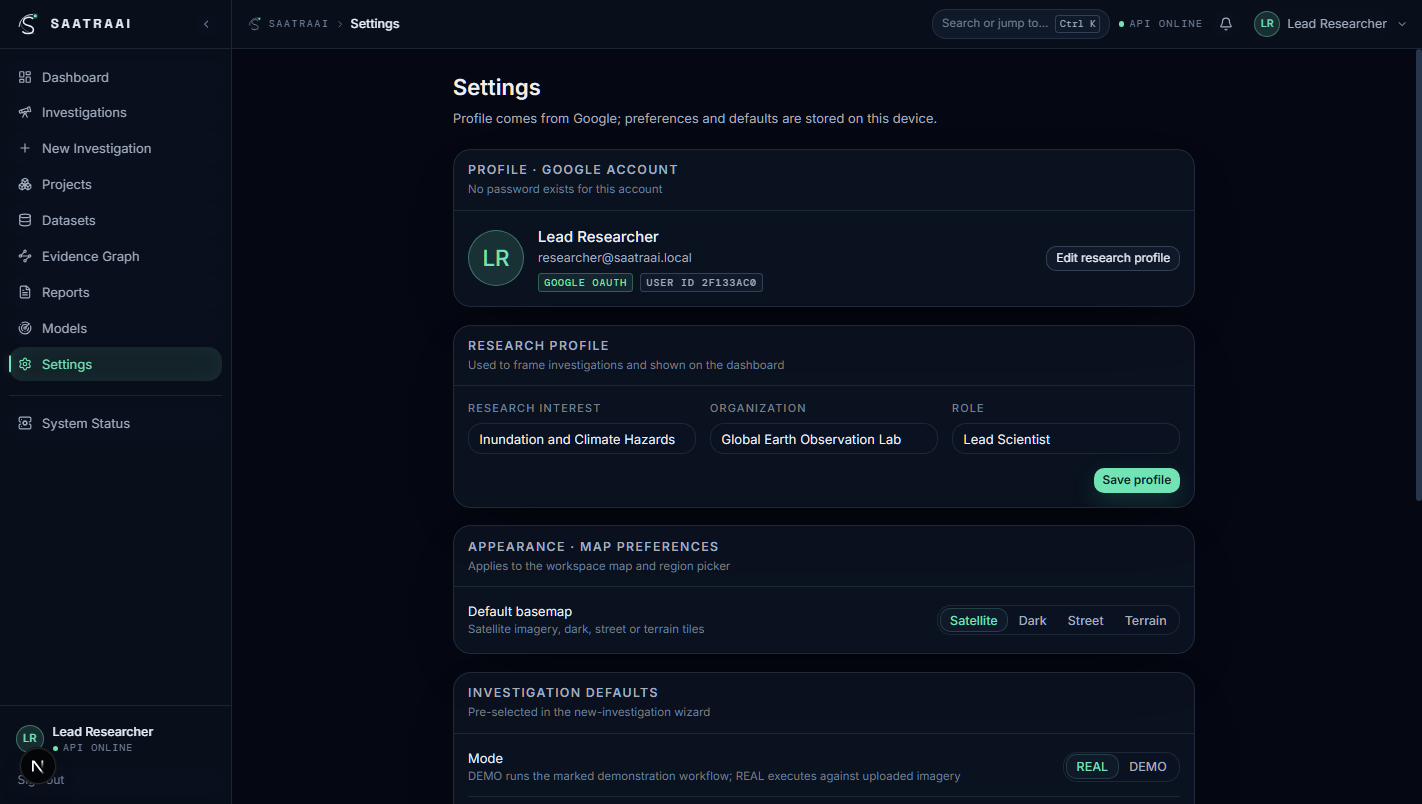 SAATRAAI
SAATRAAI > Settings
Search or jump to... Ctrl K
API ONLINE
LR Lead Researcher
Dashboard
Investigations
New Investigation
Projects
Datasets
Evidence Graph
Reports
Models
Settings
System Status
LR
Lead Researcher
API ONLINE
N
Settings
Profile comes from Google; preferences and defaults are stored on this device.
PROFILE · GOOGLE ACCOUNT
No password exists for this account
LR
Lead Researcher
researcher@saatraai.local
GOOGLE OAUTH USER ID 2F133AC0
Edit research profile
RESEARCH PROFILE
Used to frame investigations and shown on the dashboard
RESEARCH INTEREST ORGANIZATION ROLE
Inundation and Climate Hazards Global Earth Observation Lab Lead Scientist
Save profile
APPEARANCE · MAP PREFERENCES
Applies to the workspace map and region picker
Default basemap
Satellite imagery, dark, street or terrain tiles
Satellite Dark Street Terrain
INVESTIGATION DEFAULTS
Pre-selected in the new-investigation wizard
Mode
DEMO runs the marked demonstration workflow; REAL executes against uploaded imagery
REAL DEMO